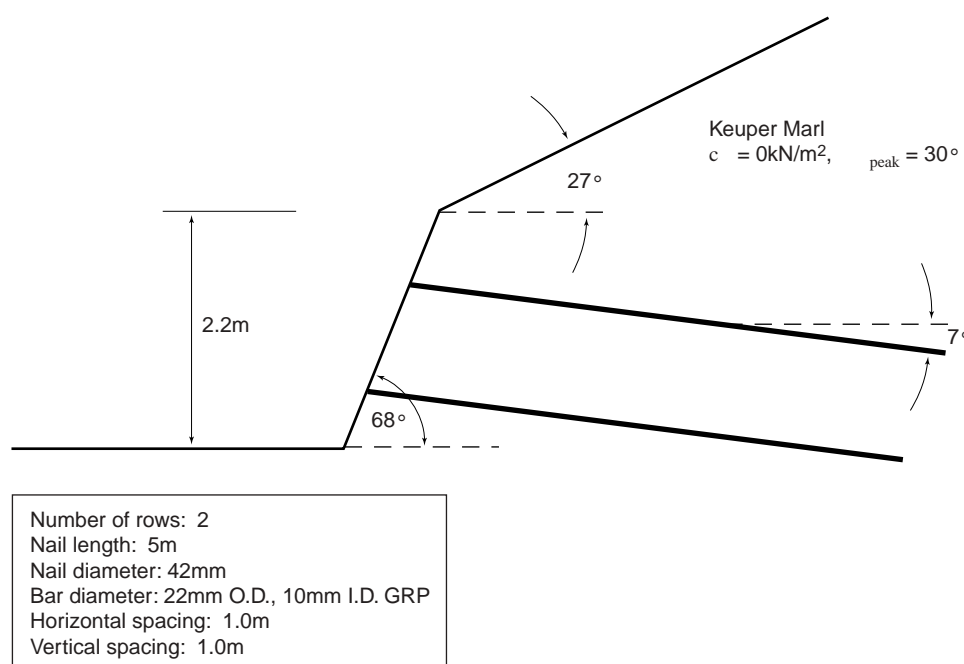 Keuper Marl
c = 0kN/m², peak = 30°
27°
2.2m
7°
68°
Number of rows: 2
Nail length: 5m
Nail diameter: 42mm
Bar diameter: 22mm O.D., 10mm I.D. GRP
Horizontal spacing: 1.0m
Vertical spacing: 1.0m